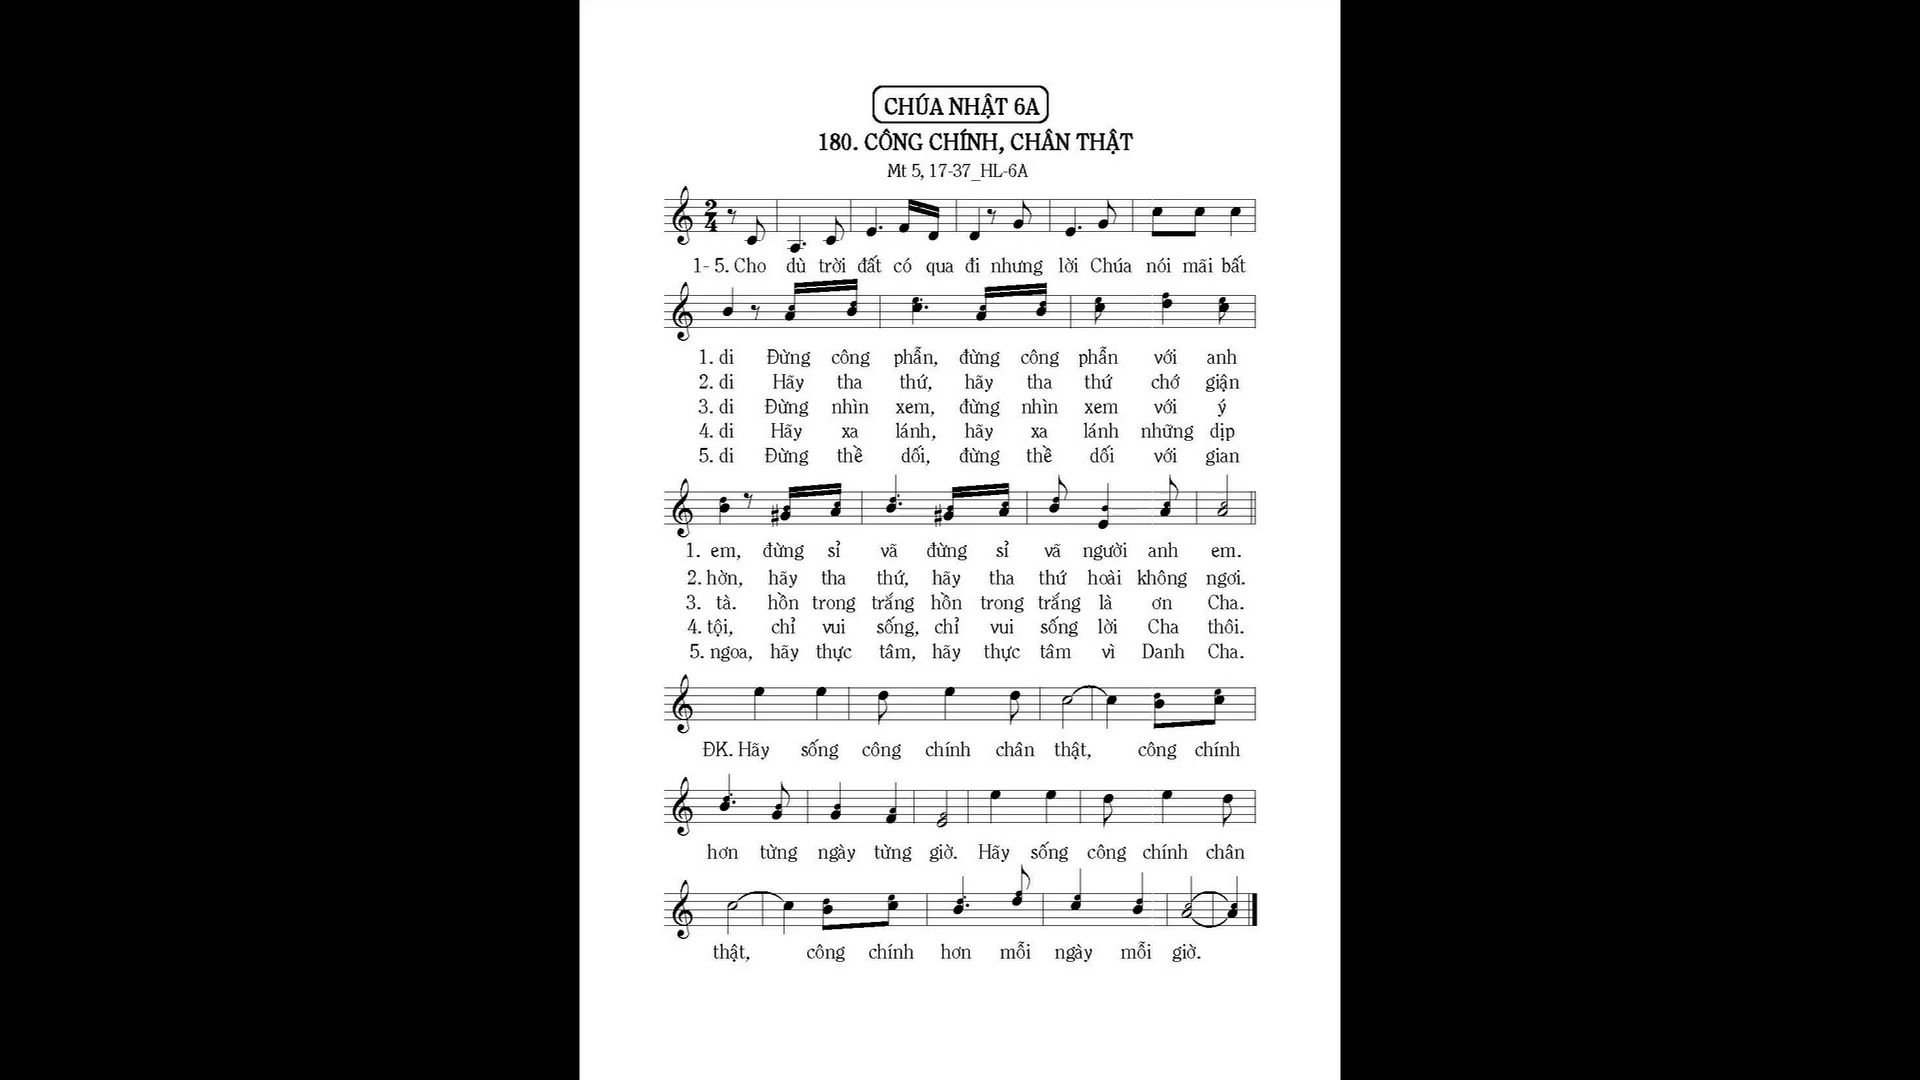 CHÚA NHẬT 6A
180. CÔNG CHÍNH, CHÂN THẬT
Mt 5, 17-37_HL-6A
1- 5. Cho dù trời đất có qua đi nhưng lời Chúa nói mãi bất
1. di Đừng công phẫn, đừng công phẫn với anh
2. di Hãy tha thứ, hãy tha thứ chớ giận
3. di Đừng nhìn xem, đừng nhìn xem với ý
4. di Hãy xa lánh, hãy xa lánh những dịp
5. di Đừng thề dối, đừng thề dối với gian
1. em, đừng sỉ vã đừng sỉ vã người anh em.
2. hờn, hãy tha thứ, hãy tha thứ hoài không ngơi.
3. tà. hồn trong trắng hồn trong trắng là ơn Cha.
4. tội, chỉ vui sống, chỉ vui sống lời Cha thôi.
5. ngoa, hãy thực tâm, hãy thực tâm vì Danh Cha.
ĐK. Hãy sống công chính chân thật, công chính
hơn từng ngày từng giờ. Hãy sống công chính chân
thật, công chính hơn mỗi ngày mỗi giờ.